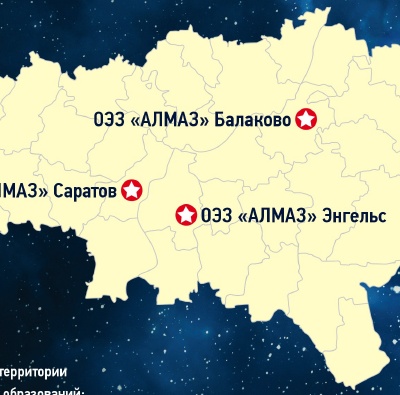 ОЭЗ «АЛМАЗ» Балаково
МАЗ» Саратов
ОЭЗ «АЛМАЗ» Энгельс
территории
образований: